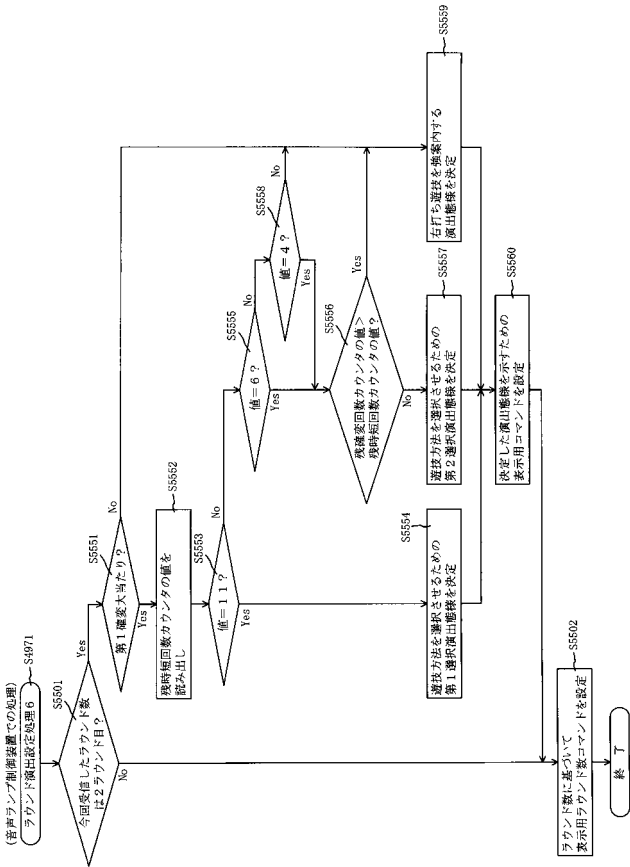 (音声ランプ制御装置での処理)
ラウンド演出設定処理6
S4971
今回受信したラウンド数
は2ラウンド目?
S5501
Yes
No
第1確変大当たり?
S5551
No
Yes
残時短回数カウンタの値を
読み出し
S5552
値=11?
S5553
No
Yes
遊技方法を選択させるための
第1選択演出態様を決定
S5554
値=6?
S5555
No
Yes
値=4?
S5558
No
Yes
残確変回数カウンタの値>
残時短回数カウンタの値?
S5556
Yes
No
遊技方法を選択させるための
第2選択演出態様を決定
S5557
右打ち遊技を強案内する
演出態様を決定
S5559
決定した演出態様を示すための
表示用コマンドを設定
S5560
ラウンド数に基づいて
表示用ラウンド数コマンドを設定
S5502
終了